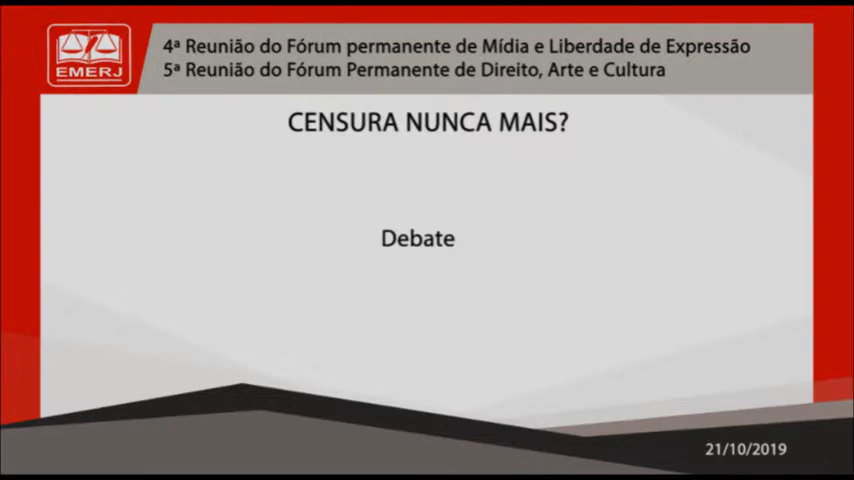 EMERJ
4ª Reunião do Fórum permanente de Mídia e Liberdade de Expressão
5ª Reunião do Fórum Permanente de Direito, Arte e Cultura
CENSURA NUNCA MAIS?
Debate
21/10/2019